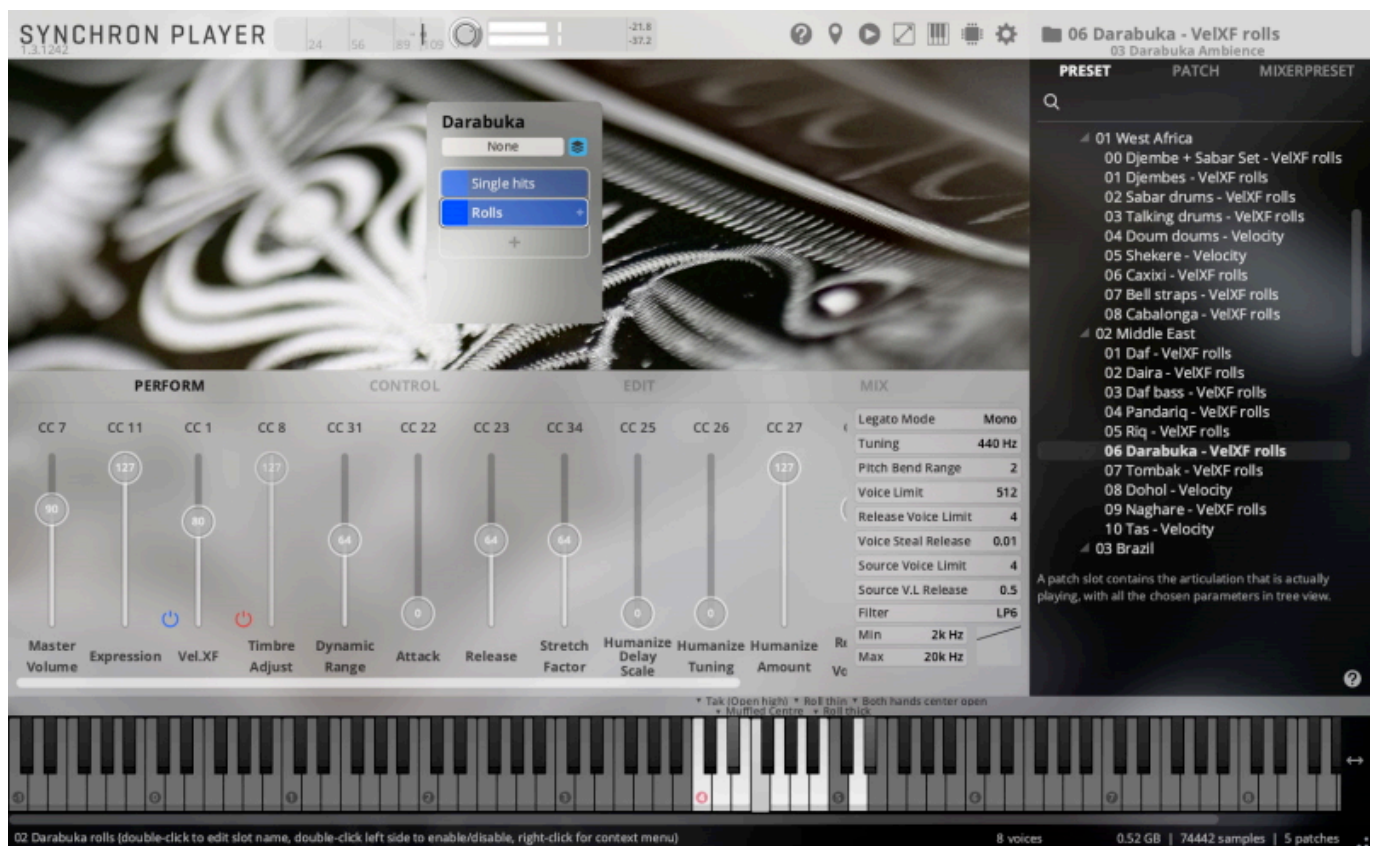 SYNCHRON PLAYER
1.3.1242
24 56 89 109
-21.8
-37.2
06 Darabuka - VelXF rolls
03 Darabuka Ambience
PRESET PATCH MIXERPRESET
01 West Africa
00 Djembe + Sabar Set - VelXF rolls
01 Djembes - VelXF rolls
02 Sabar drums - VelXF rolls
03 Talking drums - VelXF rolls
04 Doum doums - Velocity
05 Shekere - Velocity
06 Caxixi - VelXF rolls
07 Bell straps - VelXF rolls
08 Cabalonga - VelXF rolls
02 Middle East
01 Daf - VelXF rolls
02 Daira - VelXF rolls
03 Daf bass - VelXF rolls
04 Pandariq - VelXF rolls
05 Riq - VelXF rolls
06 Darabuka - VelXF rolls
07 Tombak - VelXF rolls
08 Dohol - Velocity
09 Naghare - VelXF rolls
10 Tas - Velocity
03 Brazil
A patch slot contains the articulation that is actually
playing, with all the chosen parameters in tree view.
Darabuka
None
Single hits
Rolls +
+
PERFORM CONTROL EDIT MIX
CC 7 CC 11 CC 1 CC 8 CC 31 CC 22 CC 23 CC 34 CC 25 CC 26 CC 27
90 127 80 127 64 0 64 64 0 0 127
Master Volume
Expression
Vel.XF
Timbre Adjust
Dynamic Range
Attack
Release
Stretch Factor
Humanize Delay Scale
Humanize Tuning
Humanize Amount
Legato Mode Mono
Tuning 440 Hz
Pitch Bend Range 2
Voice Limit 512
Release Voice Limit 4
Voice Steal Release 0.01
Source Voice Limit 4
Source V.L Release 0.5
Filter LP6
Min 2k Hz
Max 20k Hz
Tak (Open high) Roll thin Both hands center open
Muffled Centre Roll thick
-1 0 1 2 3 4 5 6 7 8
02 Darabuka rolls (double-click to edit slot name, double-click left side to enable/disable, right-click for context menu)
8 voices 0.52 GB | 74442 samples | 5 patches